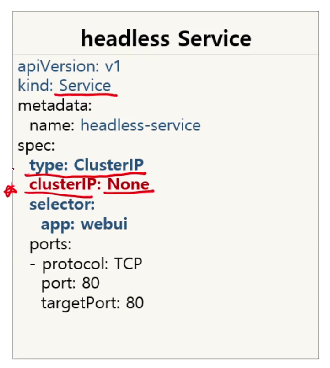 headless Service
apiVersion: v1
kind: Service
metadata:
  name: headless-service
spec:
  type: ClusterIP
  clusterIP: None
  selector:
    app: webui
  ports:
  - protocol: TCP
    port: 80
    targetPort: 80